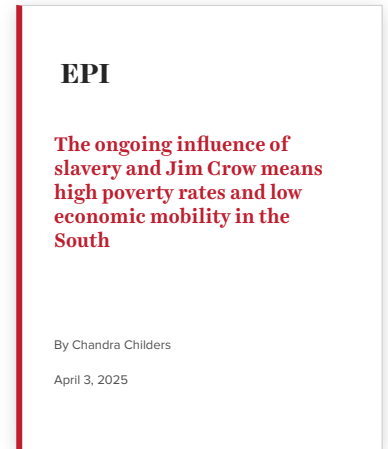 EPI
The ongoing influence of
slavery and Jim Crow means
high poverty rates and low
economic mobility in the
South
By Chandra Childers
April 3, 2025